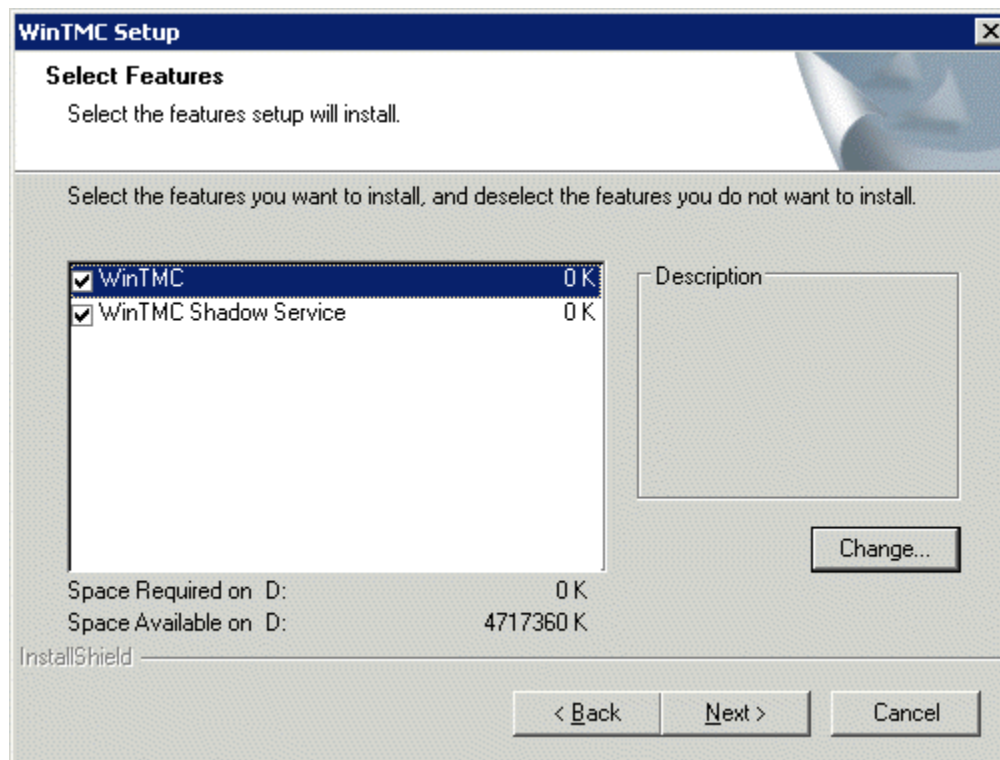 WinTMC Setup
Select Features
Select the features setup will install.
Select the features you want to install, and deselect the features you do not want to install.
WinTMC 0 K
WinTMC Shadow Service 0 K
Description
Change...
Space Required on D: 0 K
Space Available on D: 4717360 K
InstallShield
< Back Next > Cancel